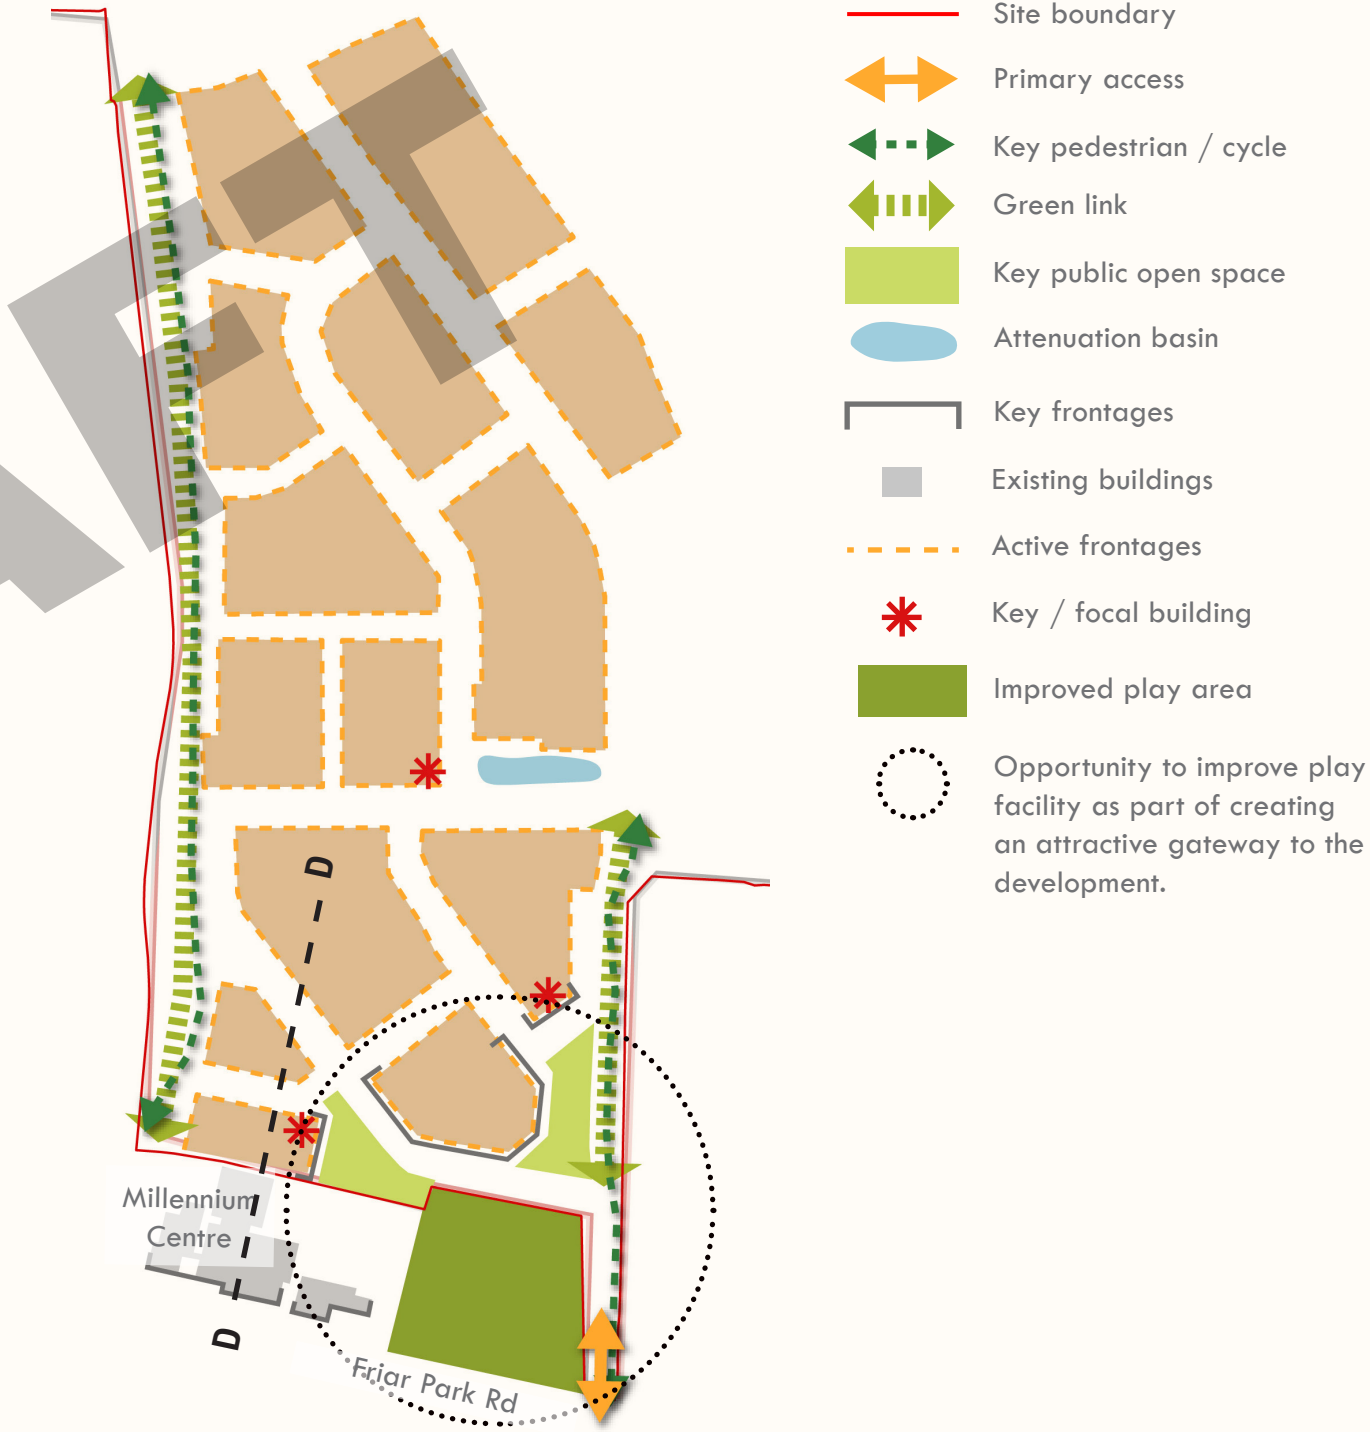 Site boundary
Primary access
Key pedestrian / cycle
Green link
Key public open space
Attenuation basin
Key frontages
Existing buildings
Active frontages
Key / focal building
Improved play area
Opportunity to improve play
facility as part of creating
an attractive gateway to the
development.
D
Millennium
Centre
D
Friar Park Rd